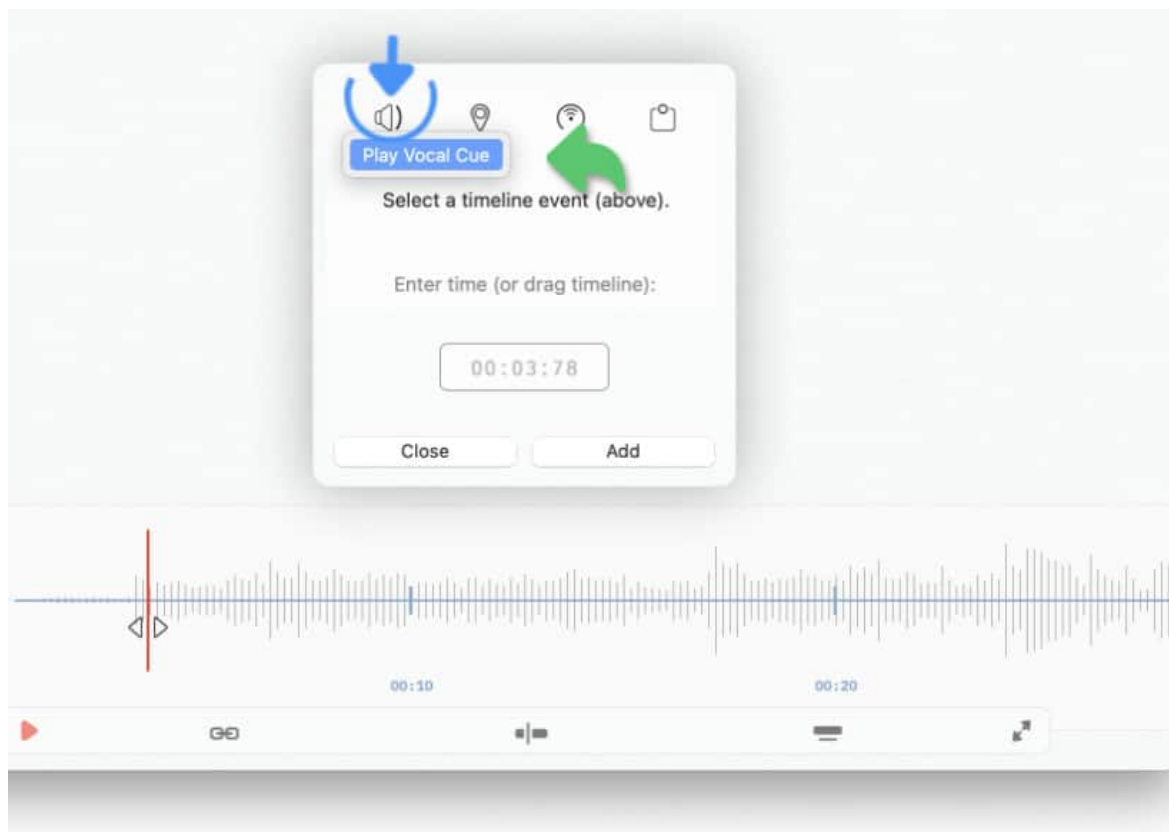 Play Vocal Cue
Select a timeline event (above).
Enter time (or drag timeline):
00:03:78
Close Add
00:10 00:20